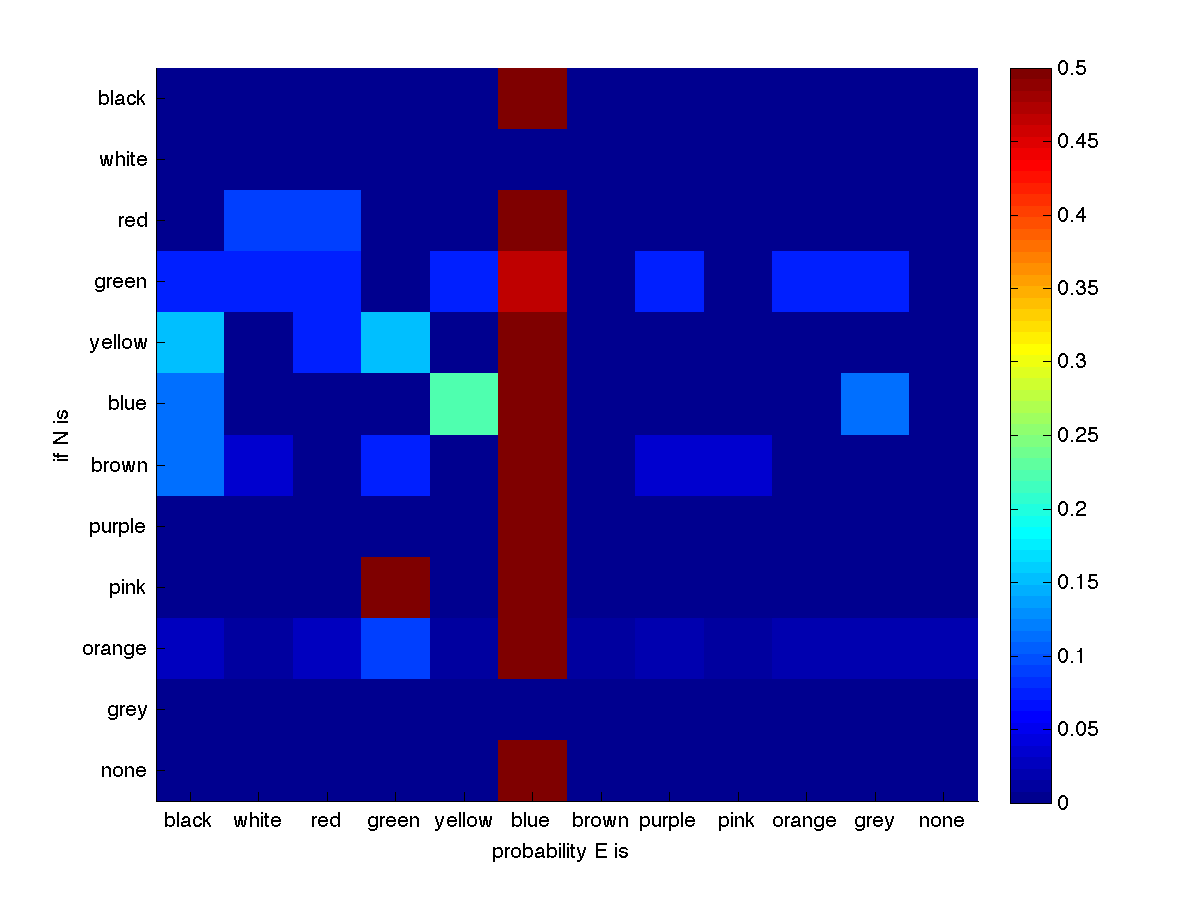 black
white
red
green
yellow
blue
brown
purple
pink
orange
grey
none
if N is
black white red green yellow blue brown purple pink orange grey none
probability E is
0.5
0.45
0.4
0.35
0.3
0.25
0.2
0.15
0.1
0.05
0